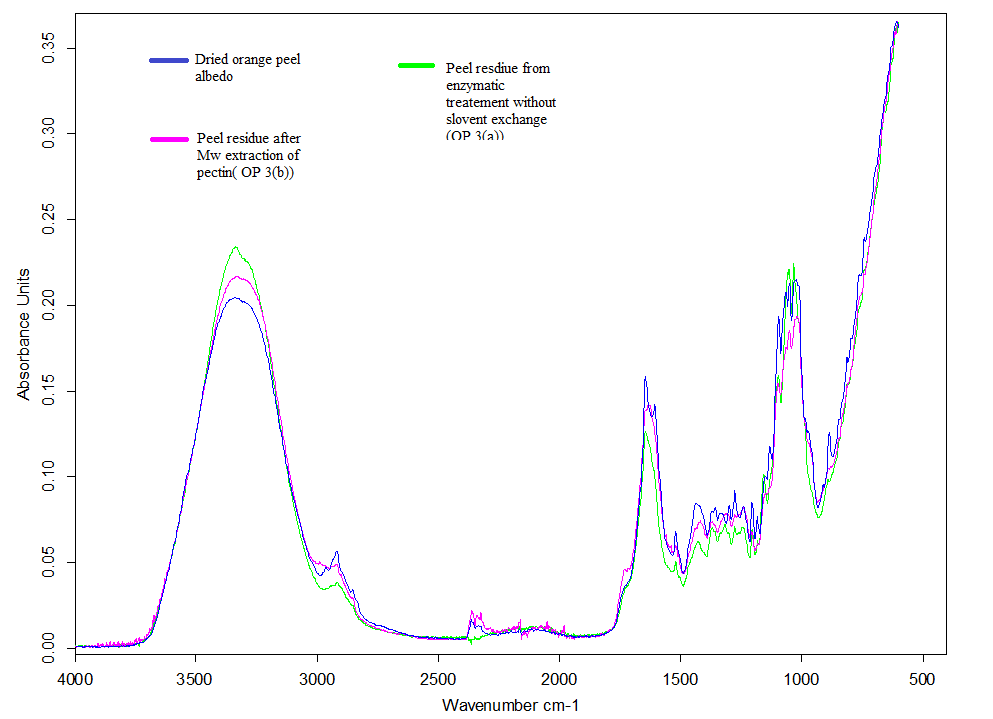 Dried orange peel
albedo
Peel resdiue from
enzymatic
treatement without
slovent exchange
(OP 3(a))
Peel residue after
Mw extraction of
pectin( OP 3(b))
Absorbance Units
0.35
0.30
0.25
0.20
0.15
0.10
0.05
0.00
4000 3500 3000 2500 2000 1500 1000 500
Wavenumber cm-1